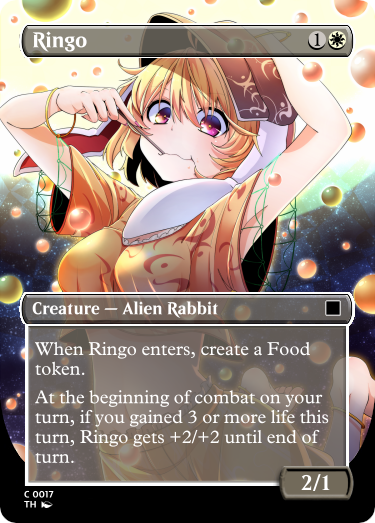 Ringo 1
Creature — Alien Rabbit
When Ringo enters, create a Food
token.
At the beginning of combat on your
turn, if you gained 3 or more life this
turn, Ringo gets +2/+2 until end of
turn.
2/1
C 0017
TH